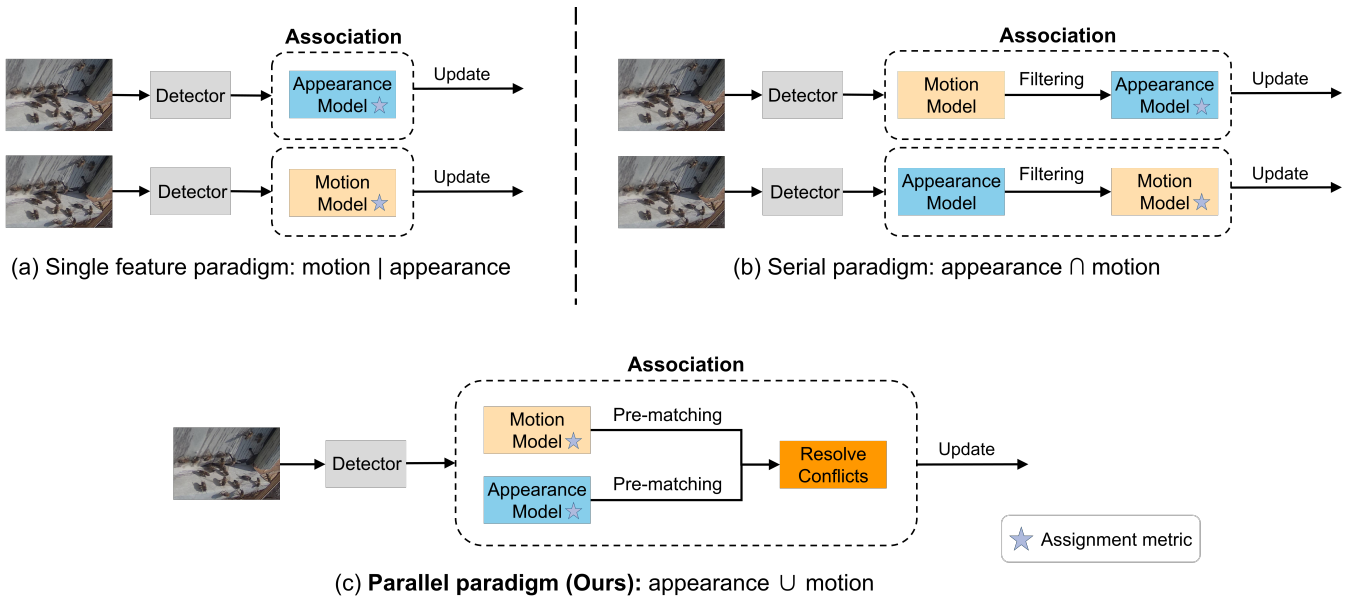 Association
Detector
Appearance
Model
Update
Detector
Motion
Model
Update
(a) Single feature paradigm: motion | appearance
Association
Detector
Motion
Model
Filtering
Appearance
Model
Update
Detector
Appearance
Model
Filtering
Motion
Model
Update
(b) Serial paradigm: appearance ∩ motion
Association
Detector
Motion
Model
Pre-matching
Appearance
Model
Pre-matching
Resolve
Conflicts
Update
Assignment metric
(c) Parallel paradigm (Ours): appearance ∪ motion